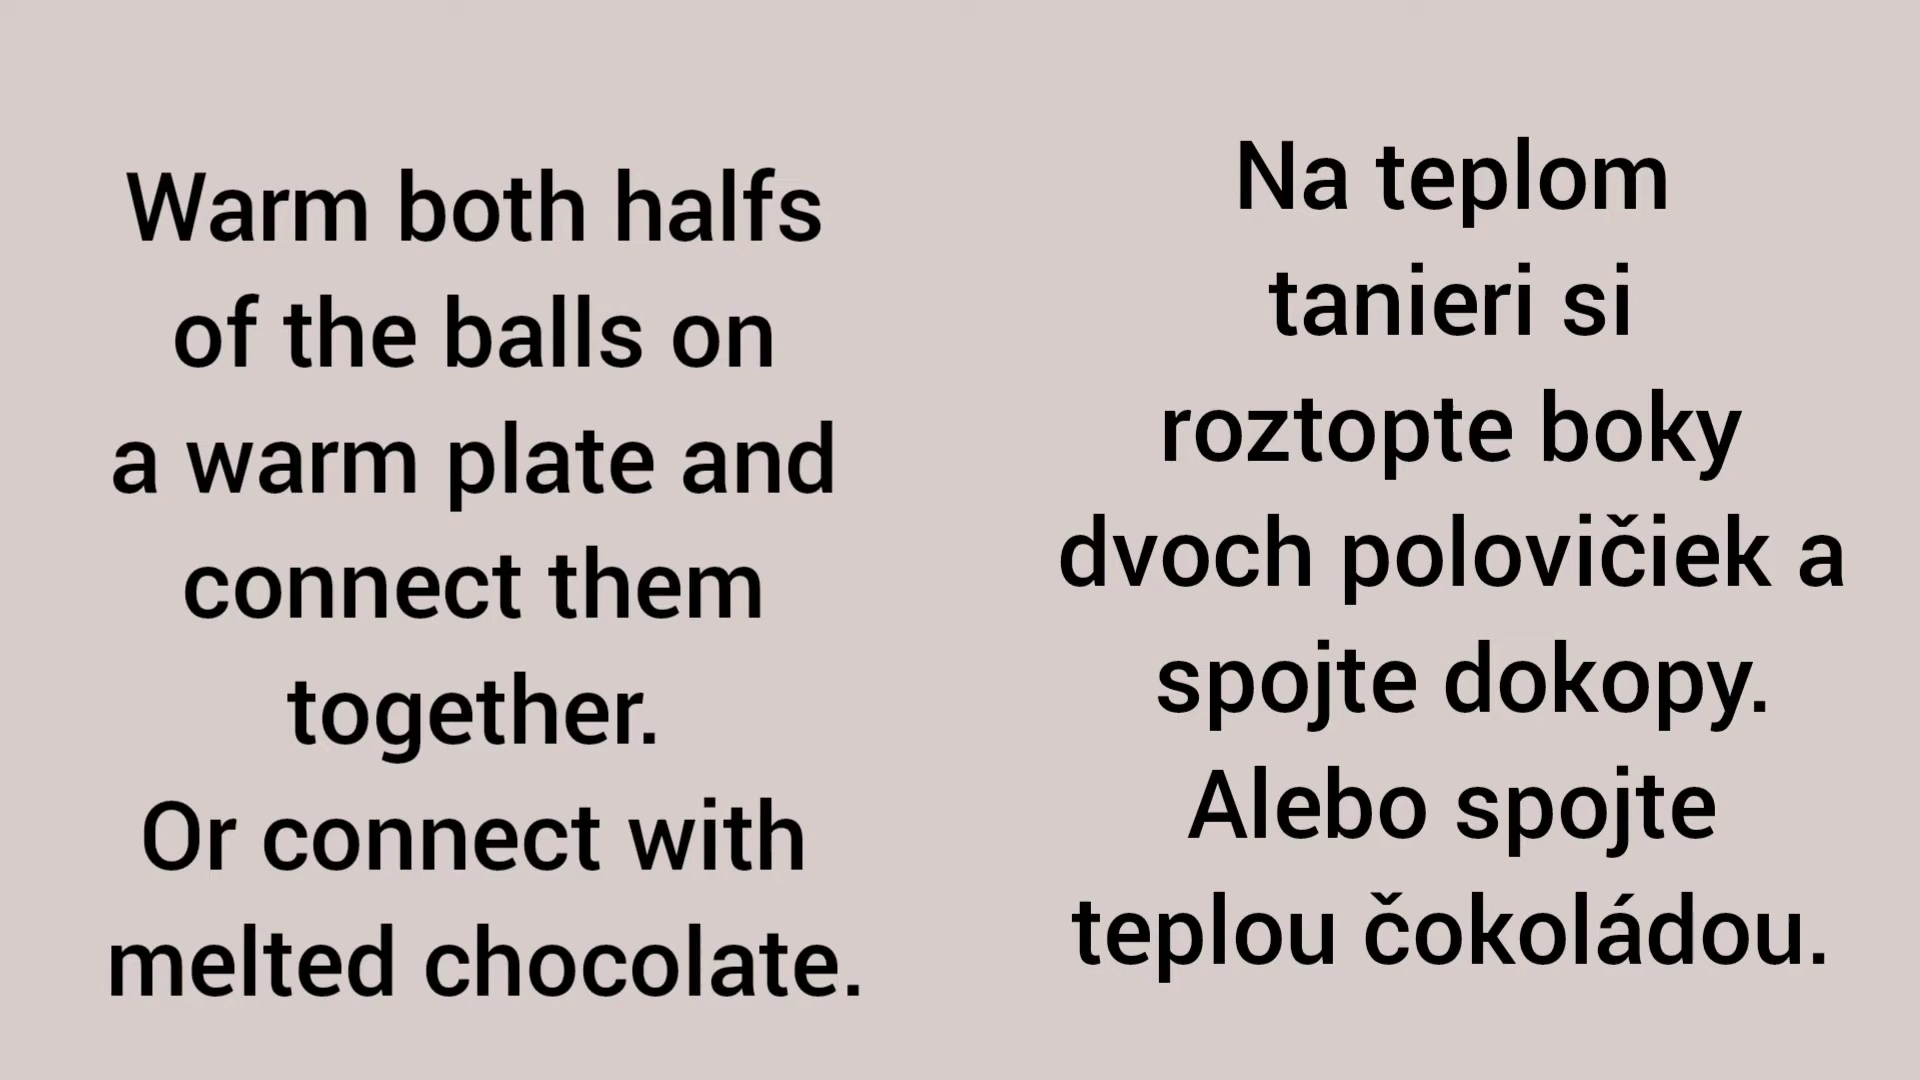 Warm both halfs
of the balls on
a warm plate and
connect them
together.
Or connect with
melted chocolate.
Na teplom
tanieri si
roztopte boky
dvoch polovičiek a
spojte dokopy.
Alebo spojte
teplou čokoládou.